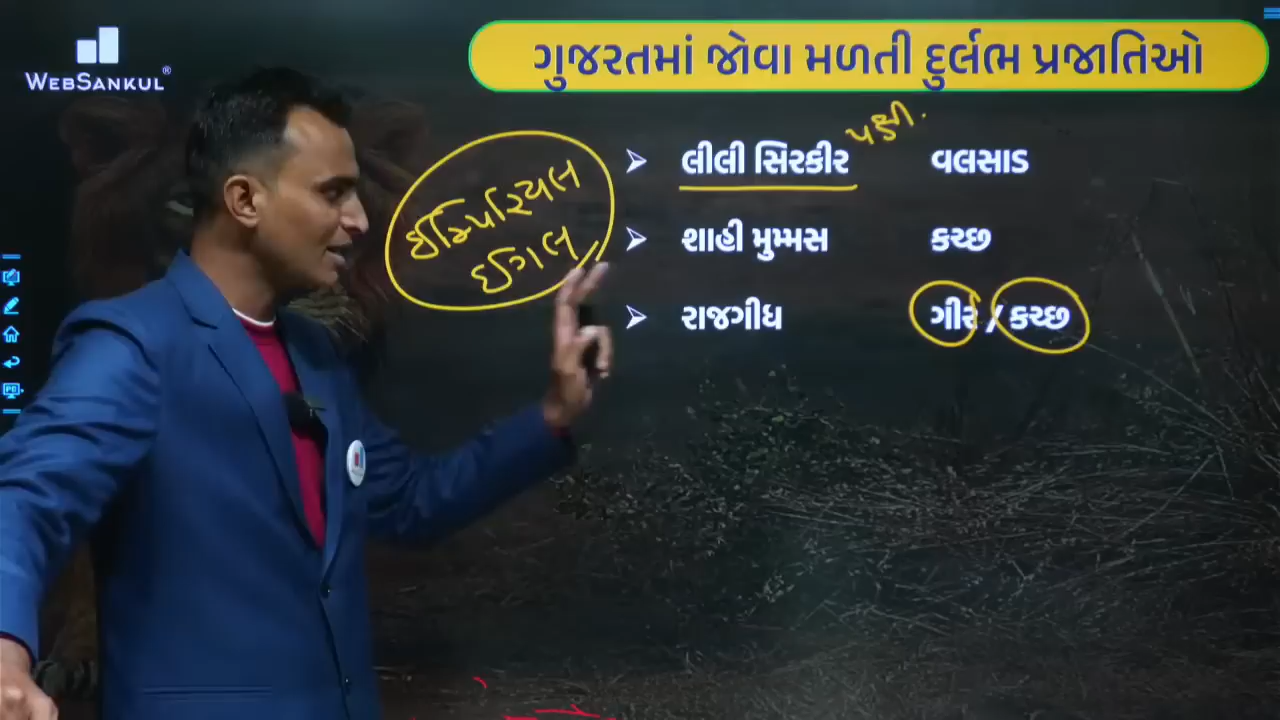 WEBSANKUL®
ગુજરતમાં જોવા મળતી દુર્લભ પ્રજાતિઓ
લીલી સિરકીર પક્ષી. વલસાડ
શાહી મુમ્મસ કચ્છ
રાજગીધ ગીર / કચ્છ
ઈમ્પિરિયલ
ઈગલ